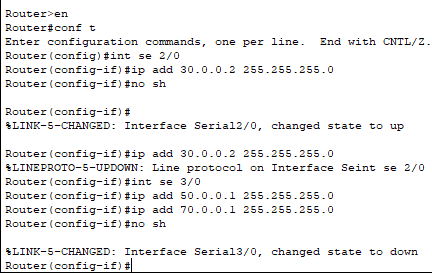 Router>en
Router#conf t
Enter configuration commands, one per line. End with CNTL/Z.
Router(config)#int se 2/0
Router(config-if)#ip add 30.0.0.2 255.255.255.0
Router(config-if)#no sh
Router(config-if)#
%LINK-5-CHANGED: Interface Serial2/0, changed state to up
Router(config-if)#ip add 30.0.0.2 255.255.255.0
%LINEPROTO-5-UPDOWN: Line protocol on Interface Seint se 2/0
Router(config-if)#int se 3/0
Router(config-if)#ip add 50.0.0.1 255.255.255.0
Router(config-if)#ip add 70.0.0.1 255.255.255.0
Router(config-if)#no sh
%LINK-5-CHANGED: Interface Serial3/0, changed state to down
Router(config-if)#